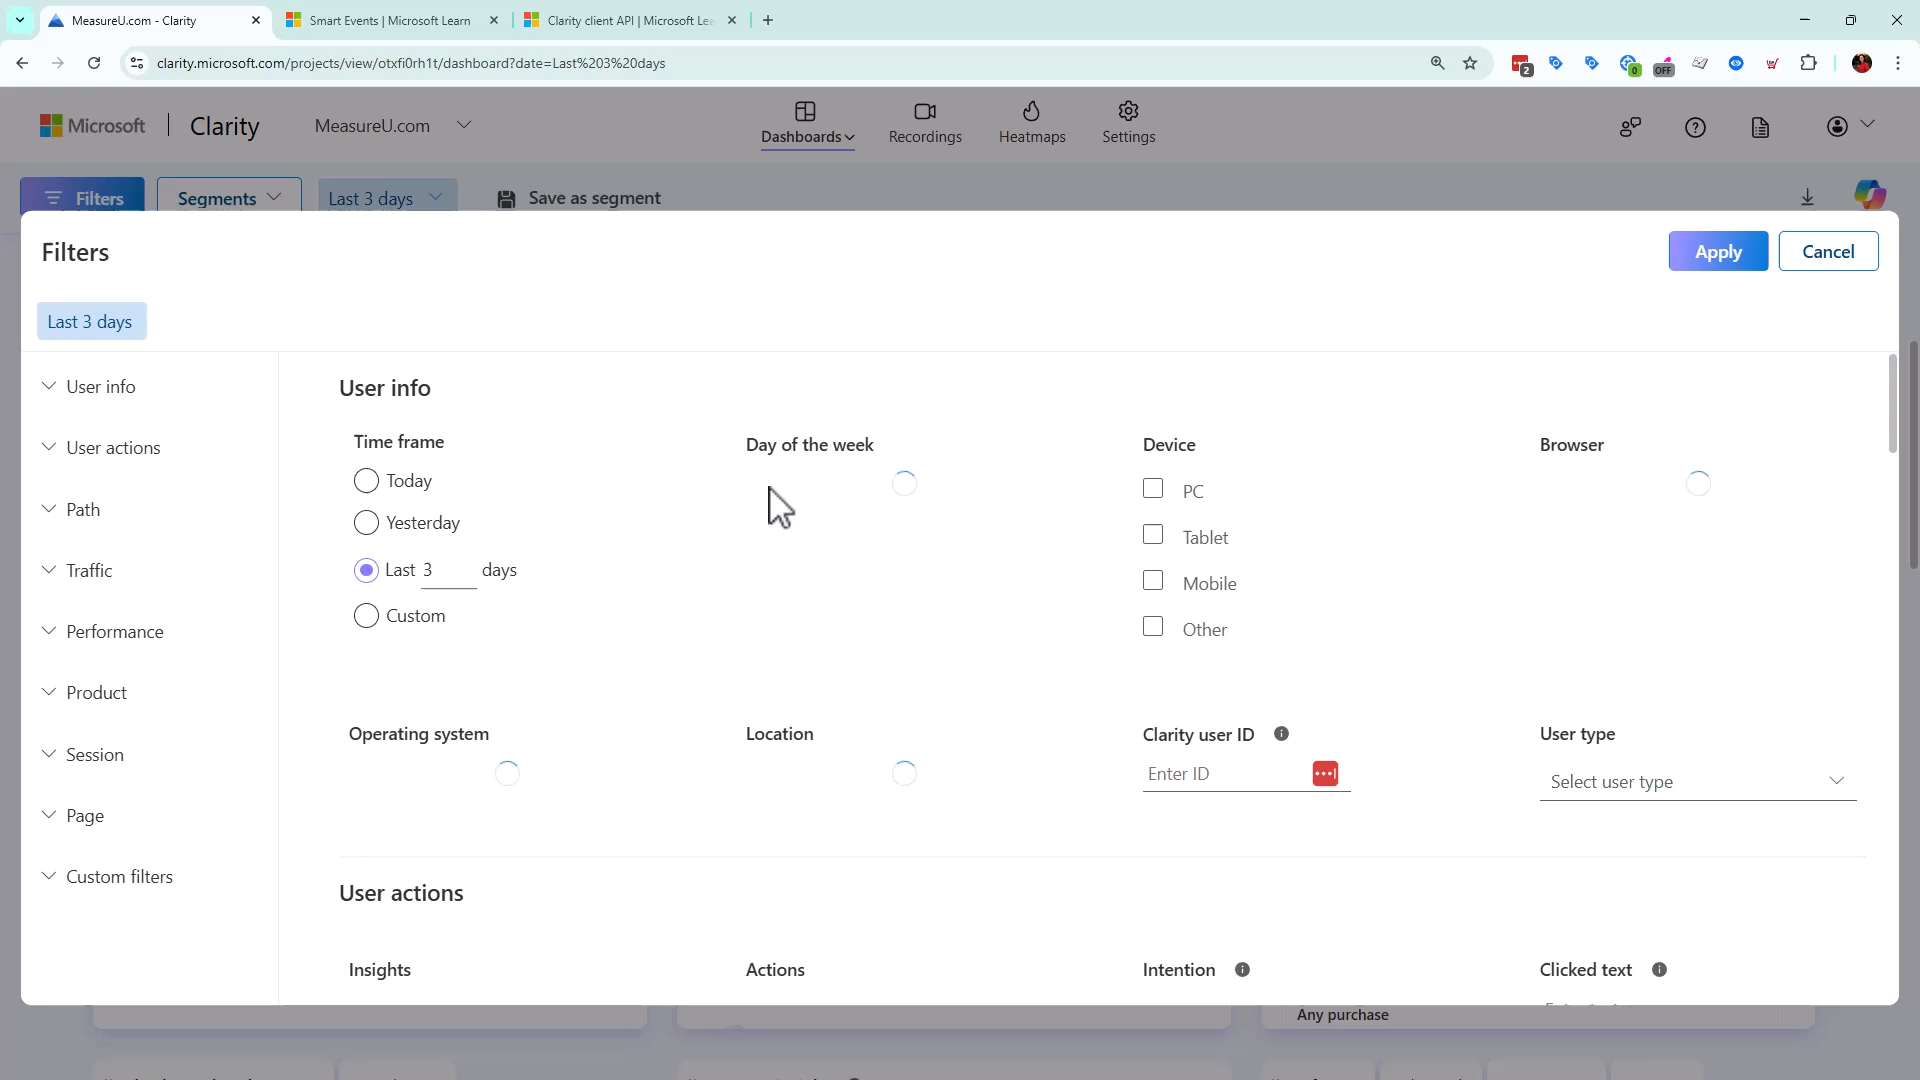 MeasureU.com - Clarity
Smart Events | Microsoft Learn
Clarity client API | Microsoft Lea
clarity.microsoft.com/projects/view/otxfi0rh1t/dashboard?date=Last%203%20days
2
0
OFF
Microsoft
Clarity
MeasureU.com
Dashboards
Recordings
Heatmaps
Settings
Filters
Segments
Last 3 days
Save as segment
Filters
Apply
Cancel
Last 3 days
User info
User actions
Path
Traffic
Performance
Product
Session
Page
Custom filters
User info
Time frame
Today
Yesterday
Last 3 days
Custom
Day of the week
Device
PC
Tablet
Mobile
Other
Browser
Operating system
Location
Clarity user ID
Enter ID
User type
Select user type
User actions
Insights
Actions
Intention
Clicked text
Any purchase